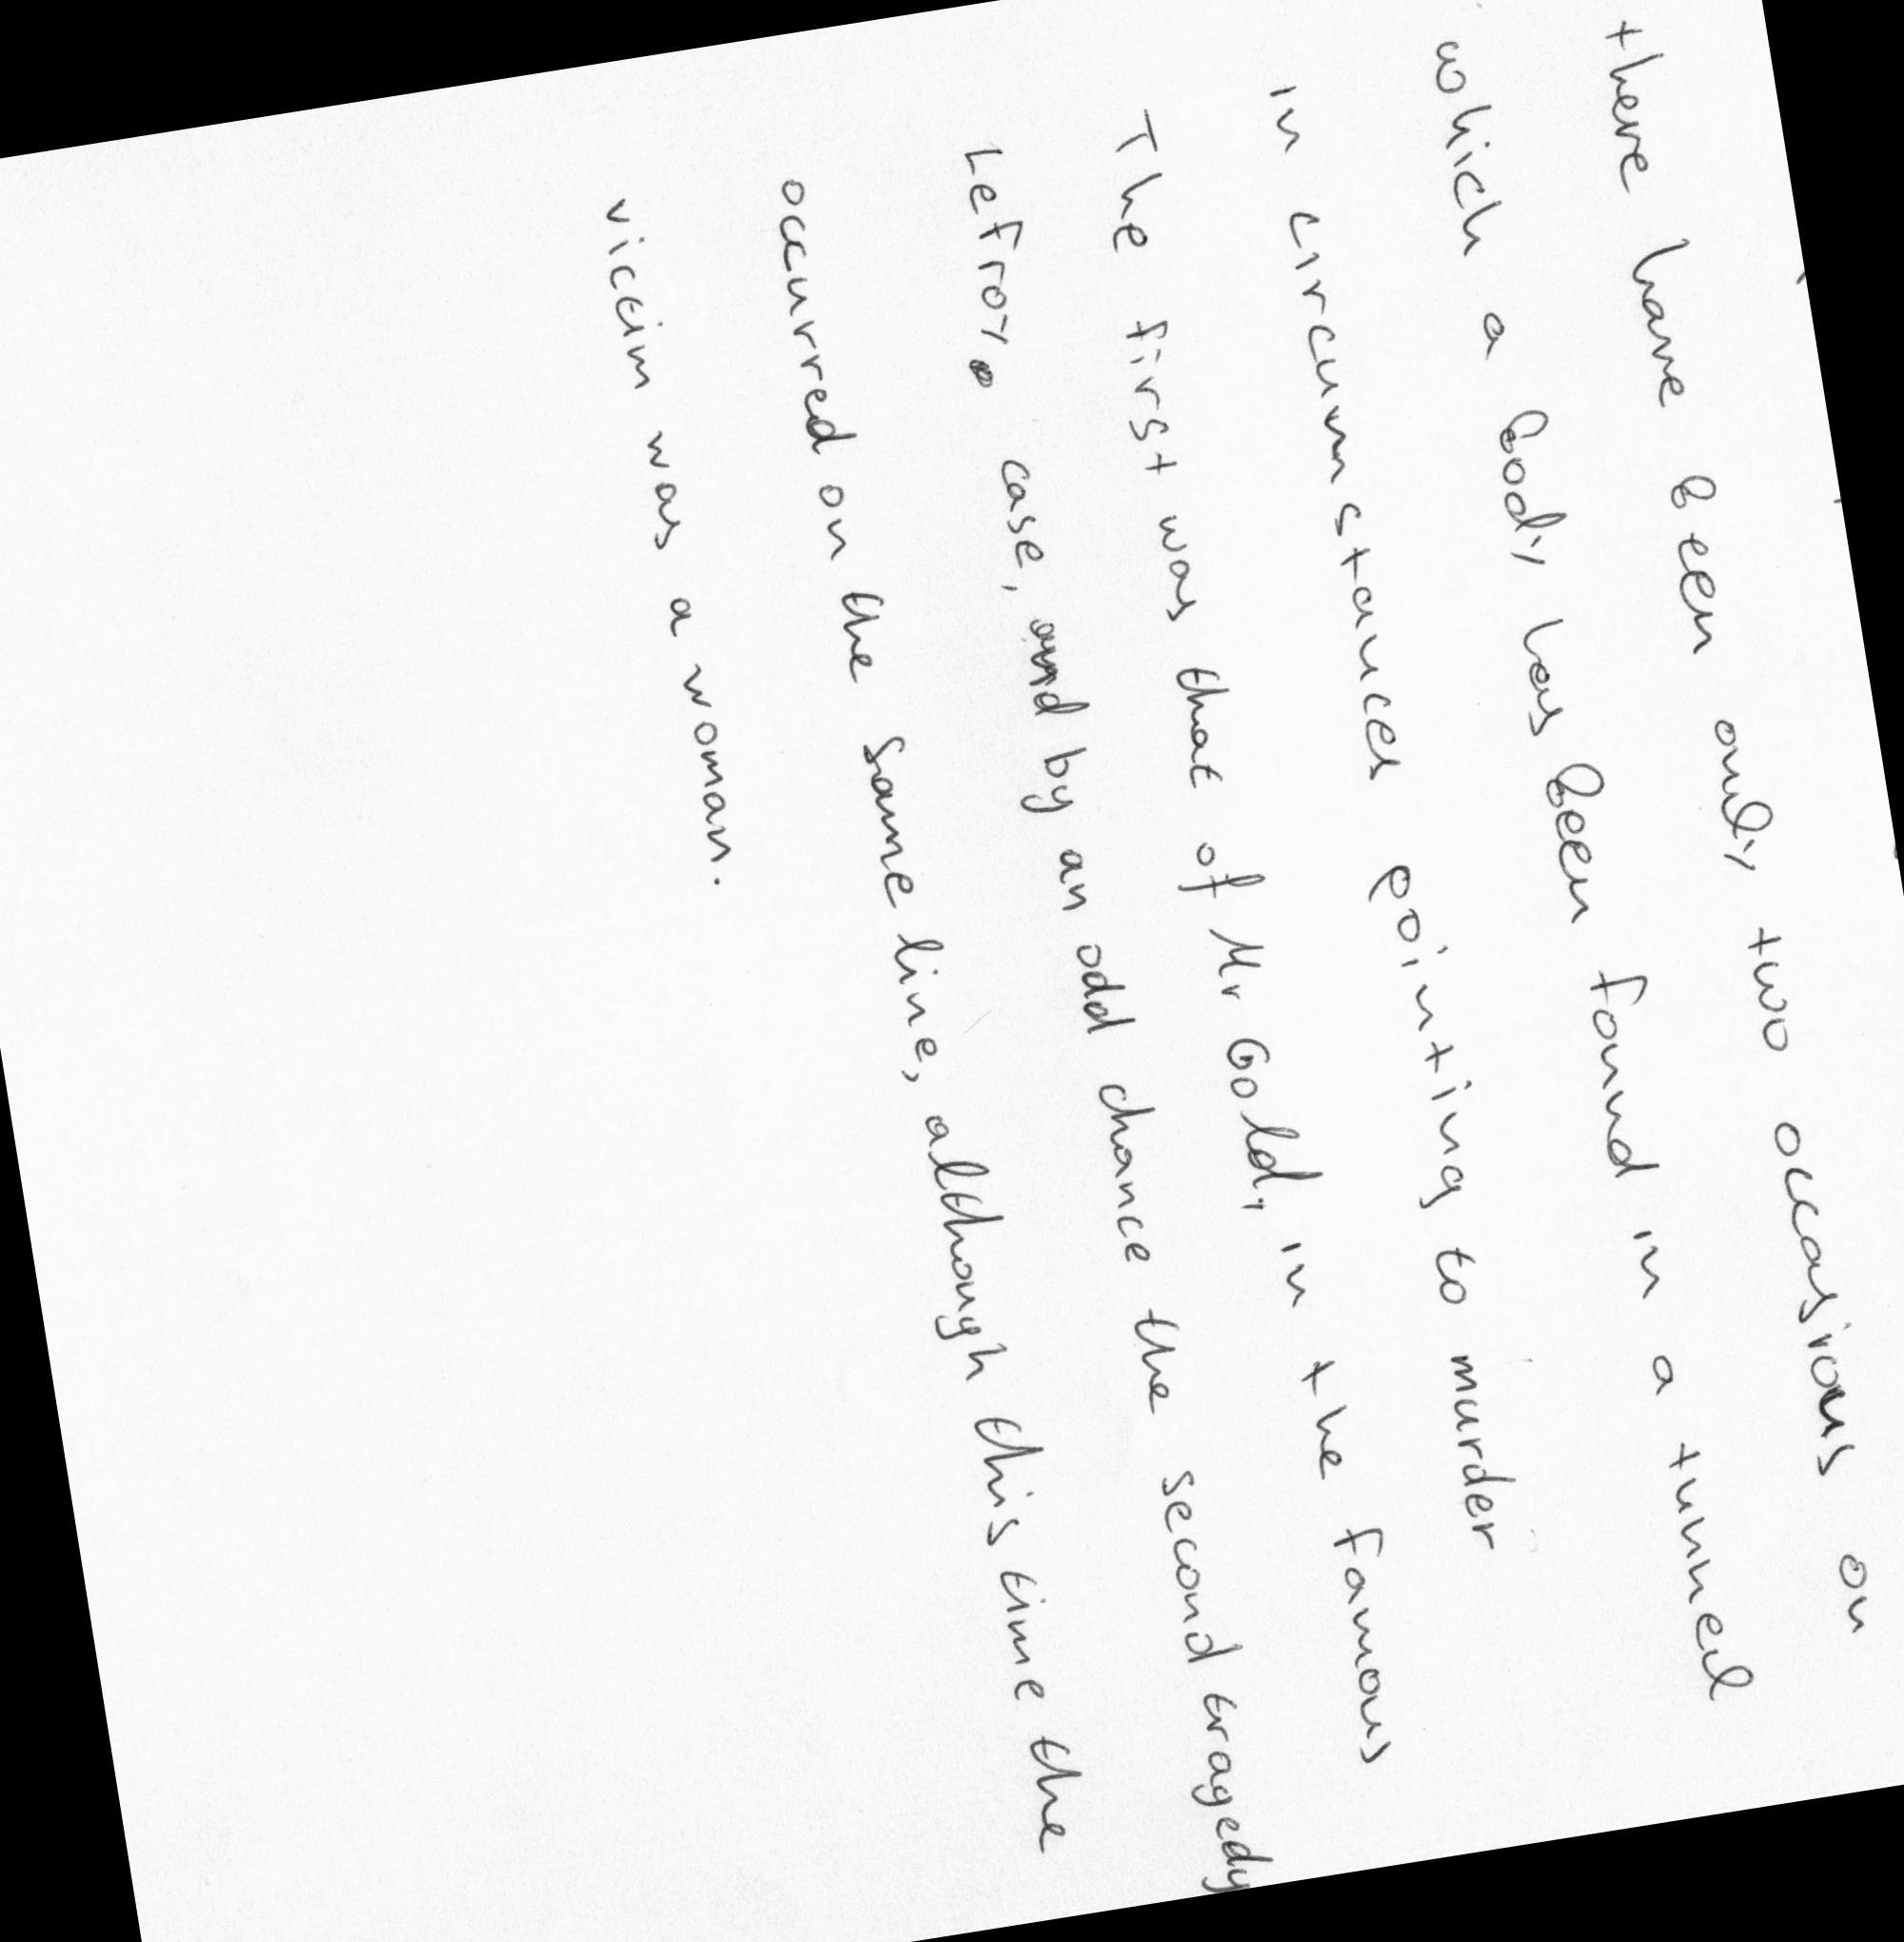 there have been only two occasions on
which a body has been found in a tunnel
in circumstances pointing to murder
The first was that of Mr Gold, in the famous
Lefroy case, and by an odd chance the second tragedy
occurred on the same line, although this time the
victim was a woman.